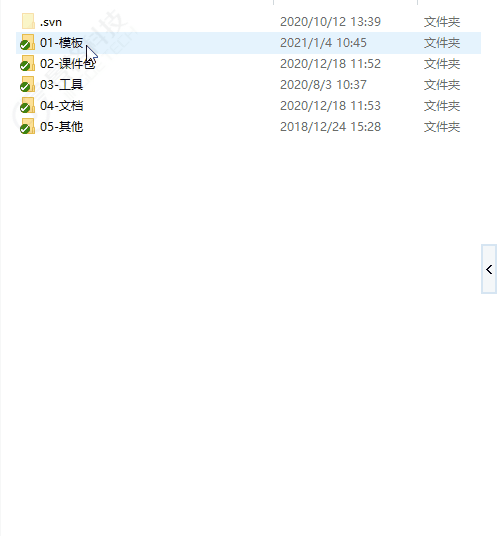 .svn 2020/10/12 13:39 文件夹
01-模板 2021/1/4 10:45 文件夹
02-课件包 2020/12/18 11:52 文件夹
03-工具 2020/8/3 10:37 文件夹
04-文档 2020/12/18 11:53 文件夹
05-其他 2018/12/24 15:28 文件夹